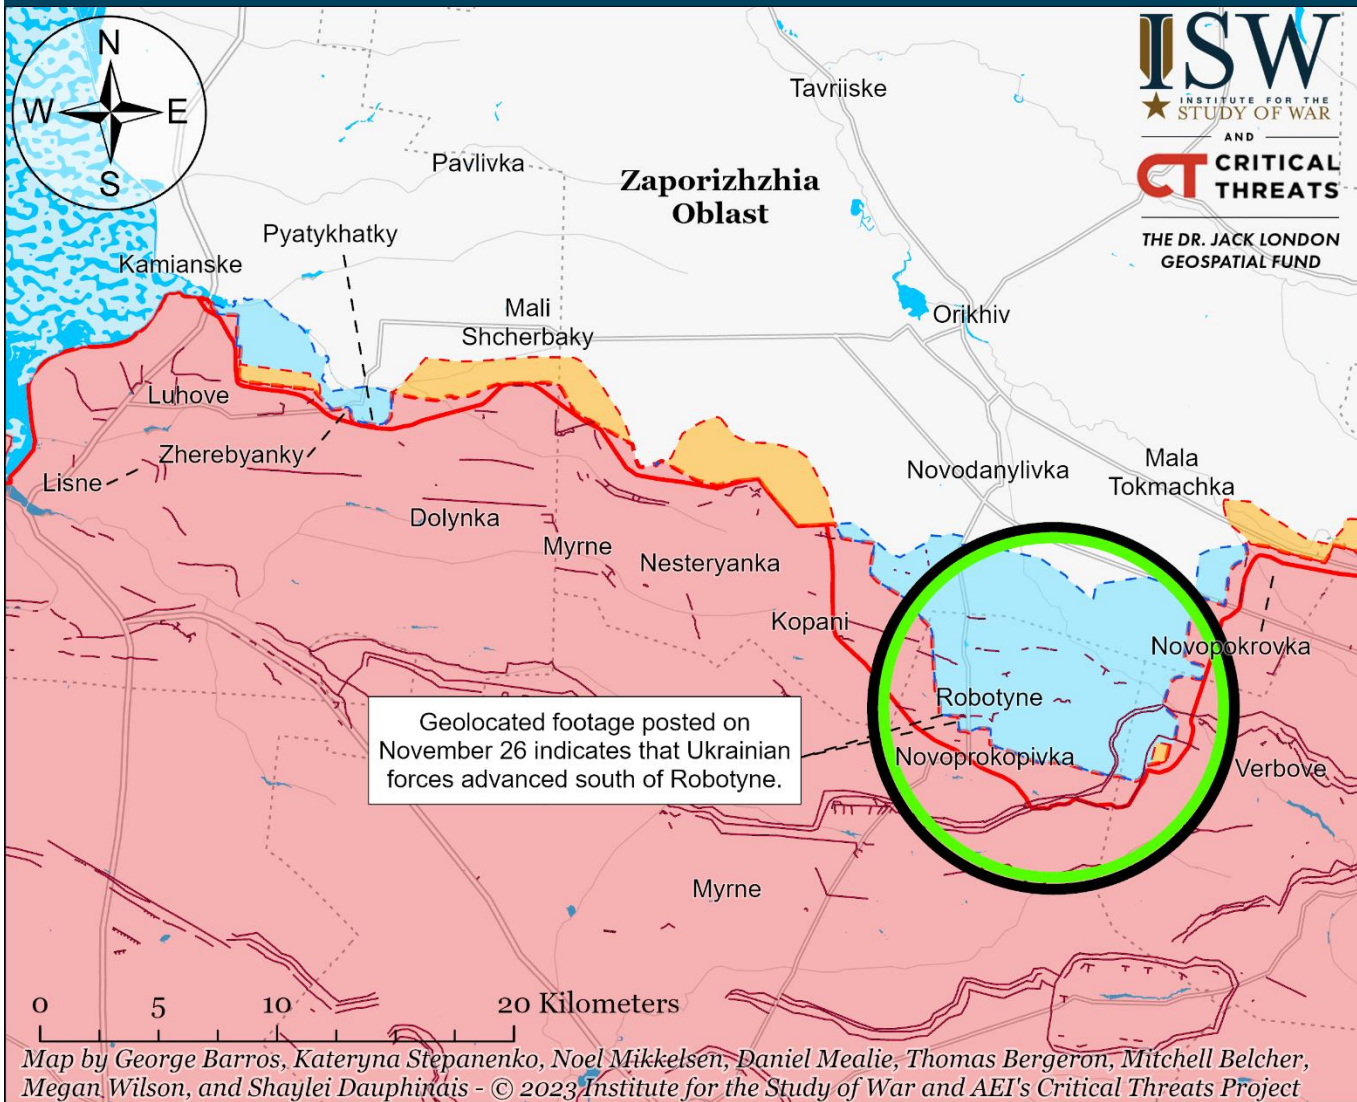 N
W
E
S
ISW
INSTITUTE FOR THE
STUDY OF WAR
AND
CT CRITICAL
THREATS
THE DR. JACK LONDON
GEOSPATIAL FUND
Tavriiske
Pavlivka
Zaporizhzhia
Oblast
Pyatykhatky
Kamianske
Mali
Shcherbaky
Orikhiv
Luhove
Zherebyanky
Lisne
Novodanylivka
Mala
Tokmachka
Dolynka
Myrne
Nesteryanka
Kopani
Novopokrovka
Robotyne
Geolocated footage posted on
November 26 indicates that Ukrainian
forces advanced south of Robotyne.
Novoprokopivka
Verbove
Myrne
0 5 10 20 Kilometers
Map by George Barros, Kateryna Stepanenko, Noel Mikkelsen, Daniel Mealie, Thomas Bergeron, Mitchell Belcher,
Megan Wilson, and Shaylei Dauphinais - © 2023 Institute for the Study of War and AEI's Critical Threats Project